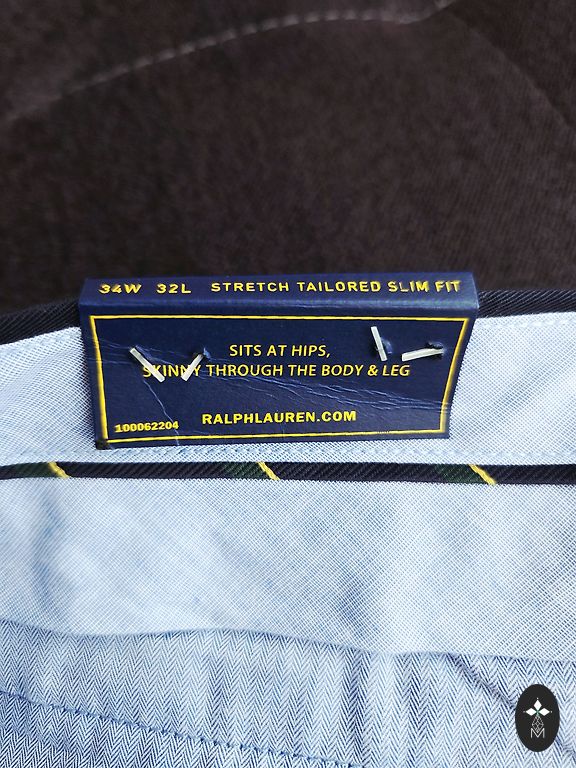 34W 32L STRETCH TAILORED SLIM FIT
SITS AT HIPS,
SKINNY THROUGH THE BODY & LEG
RALPHLAUREN.COM
100062204
M